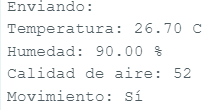 Enviando:
Temperatura: 26.70 C
Humedad: 90.00 %
Calidad de aire: 52
Movimiento: Sí